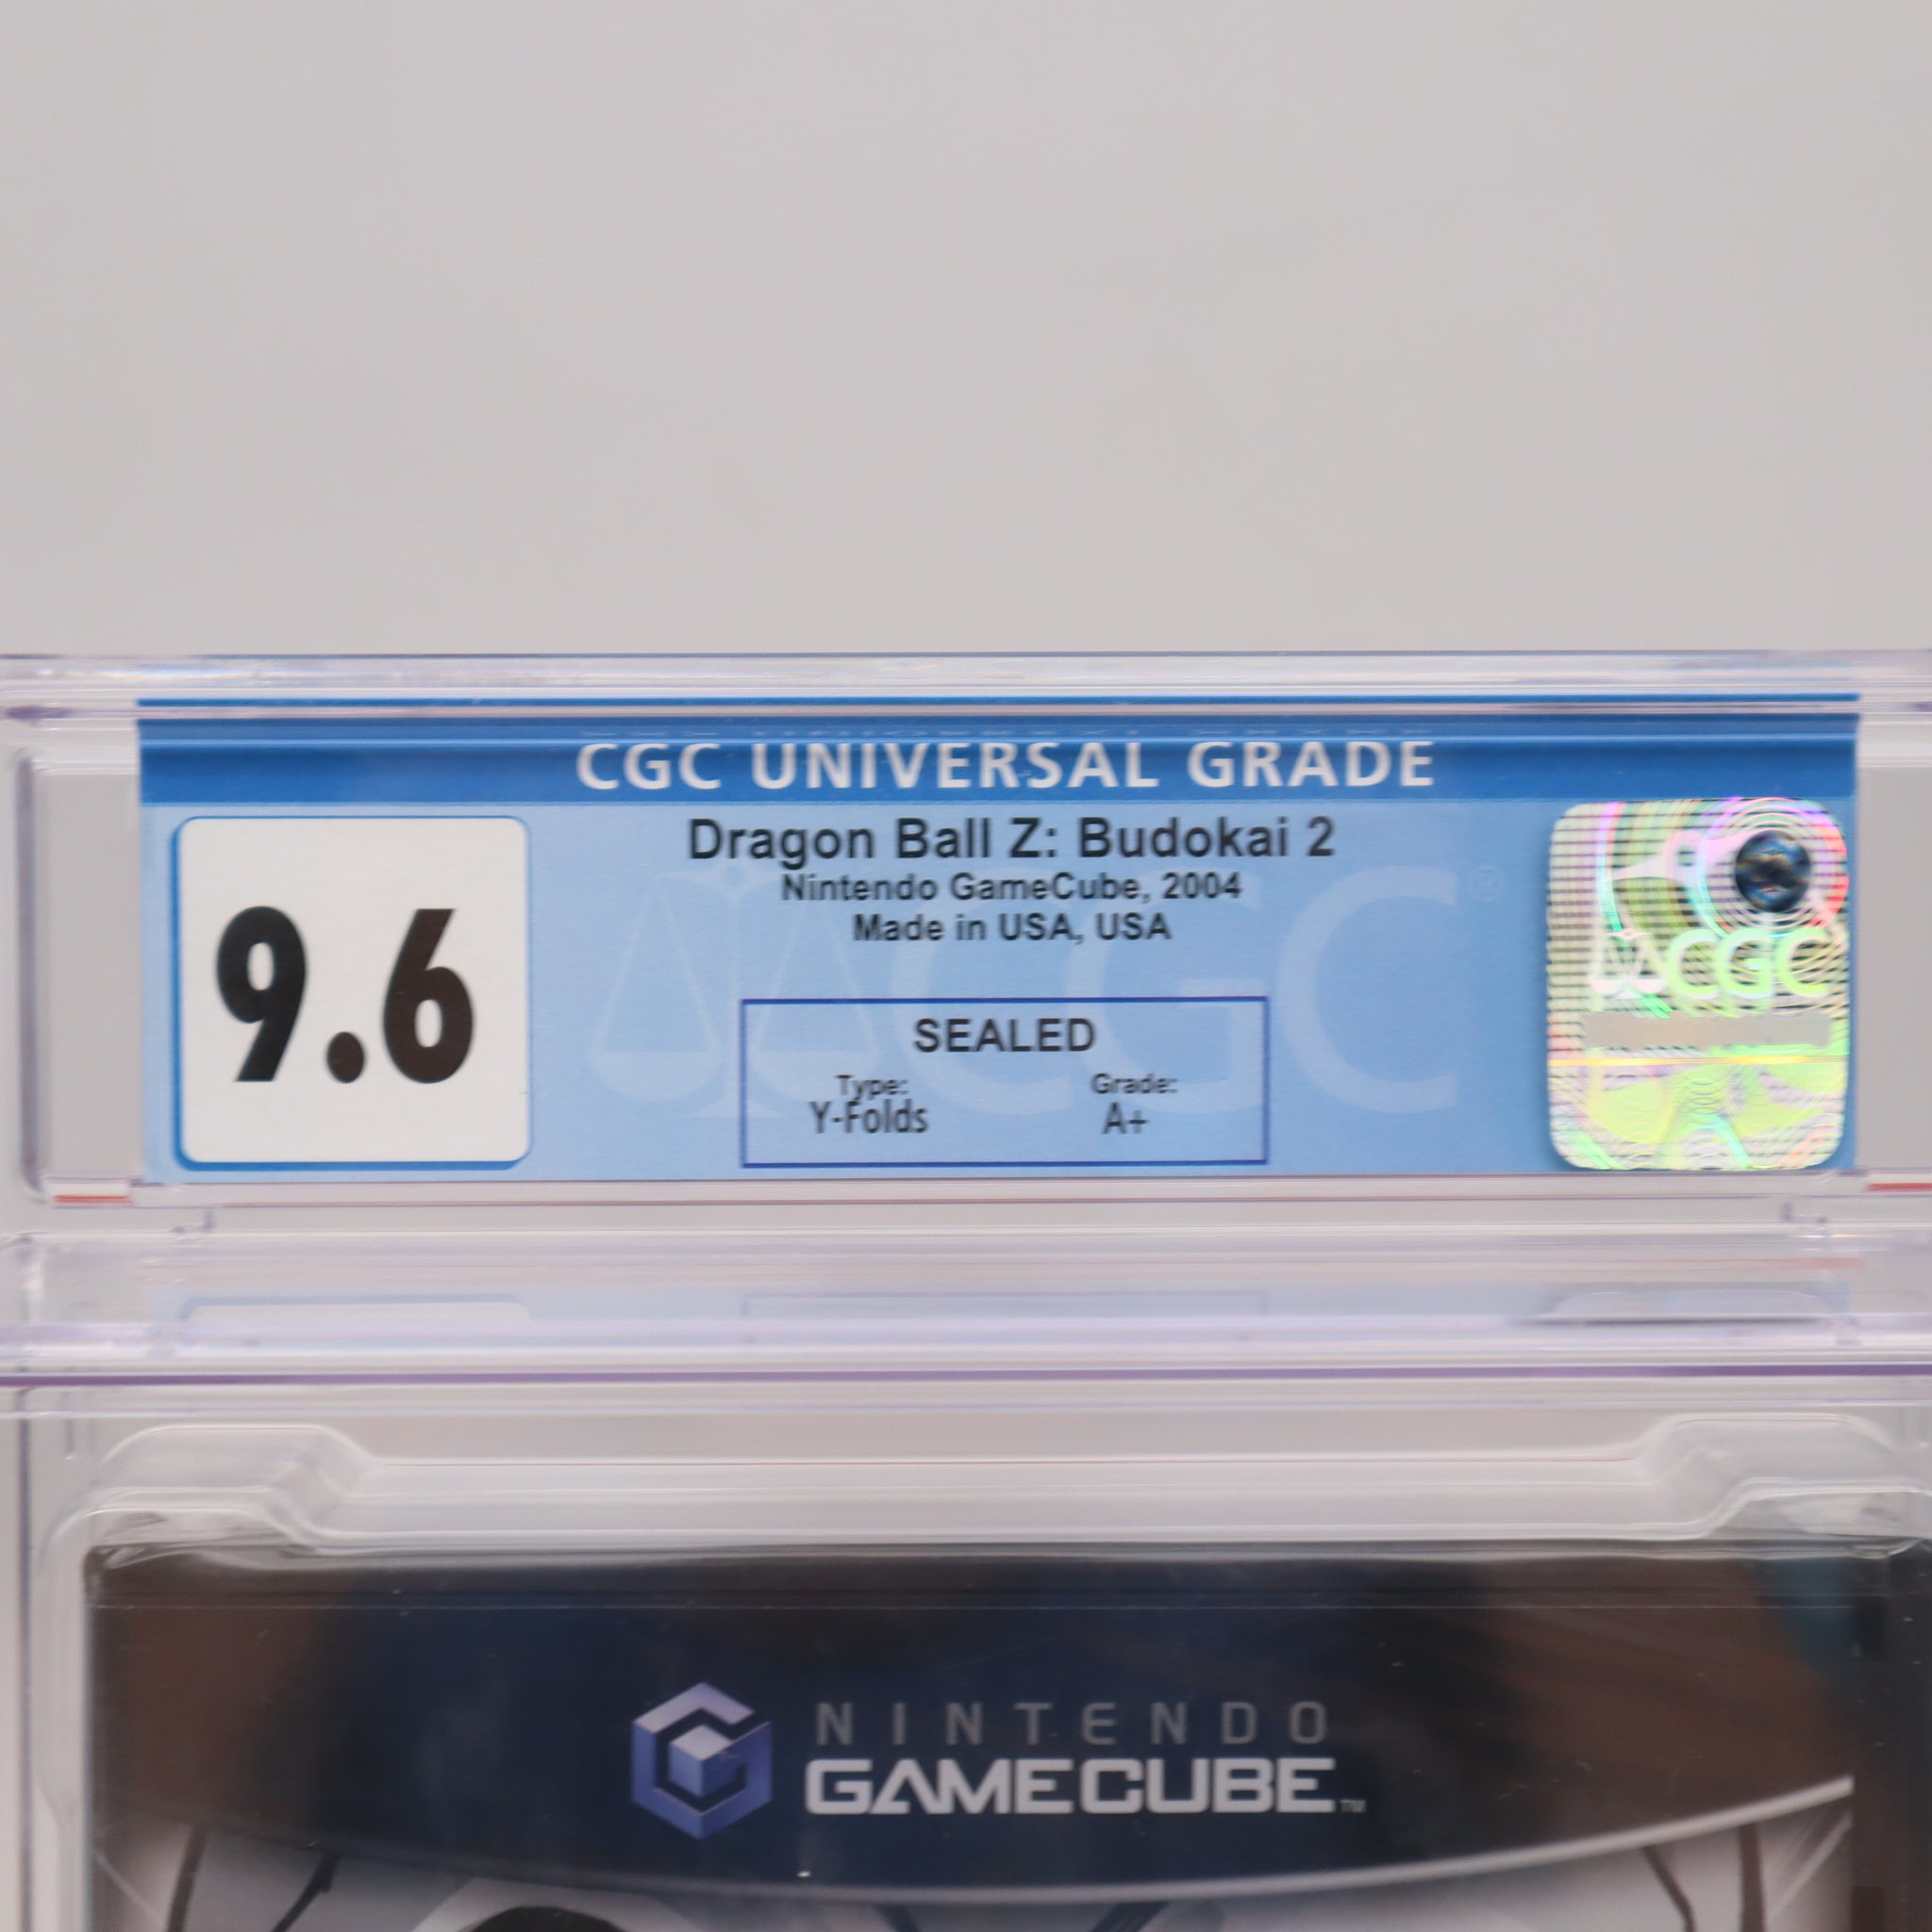 CGC UNIVERSAL GRADE
9.6
Dragon Ball Z: Budokai 2
Nintendo GameCube, 2004
Made in USA, USA
SEALED
Type:
Y-Folds
Grade:
A+
CGC
CGC
NINTENDO
GAMECUBE™